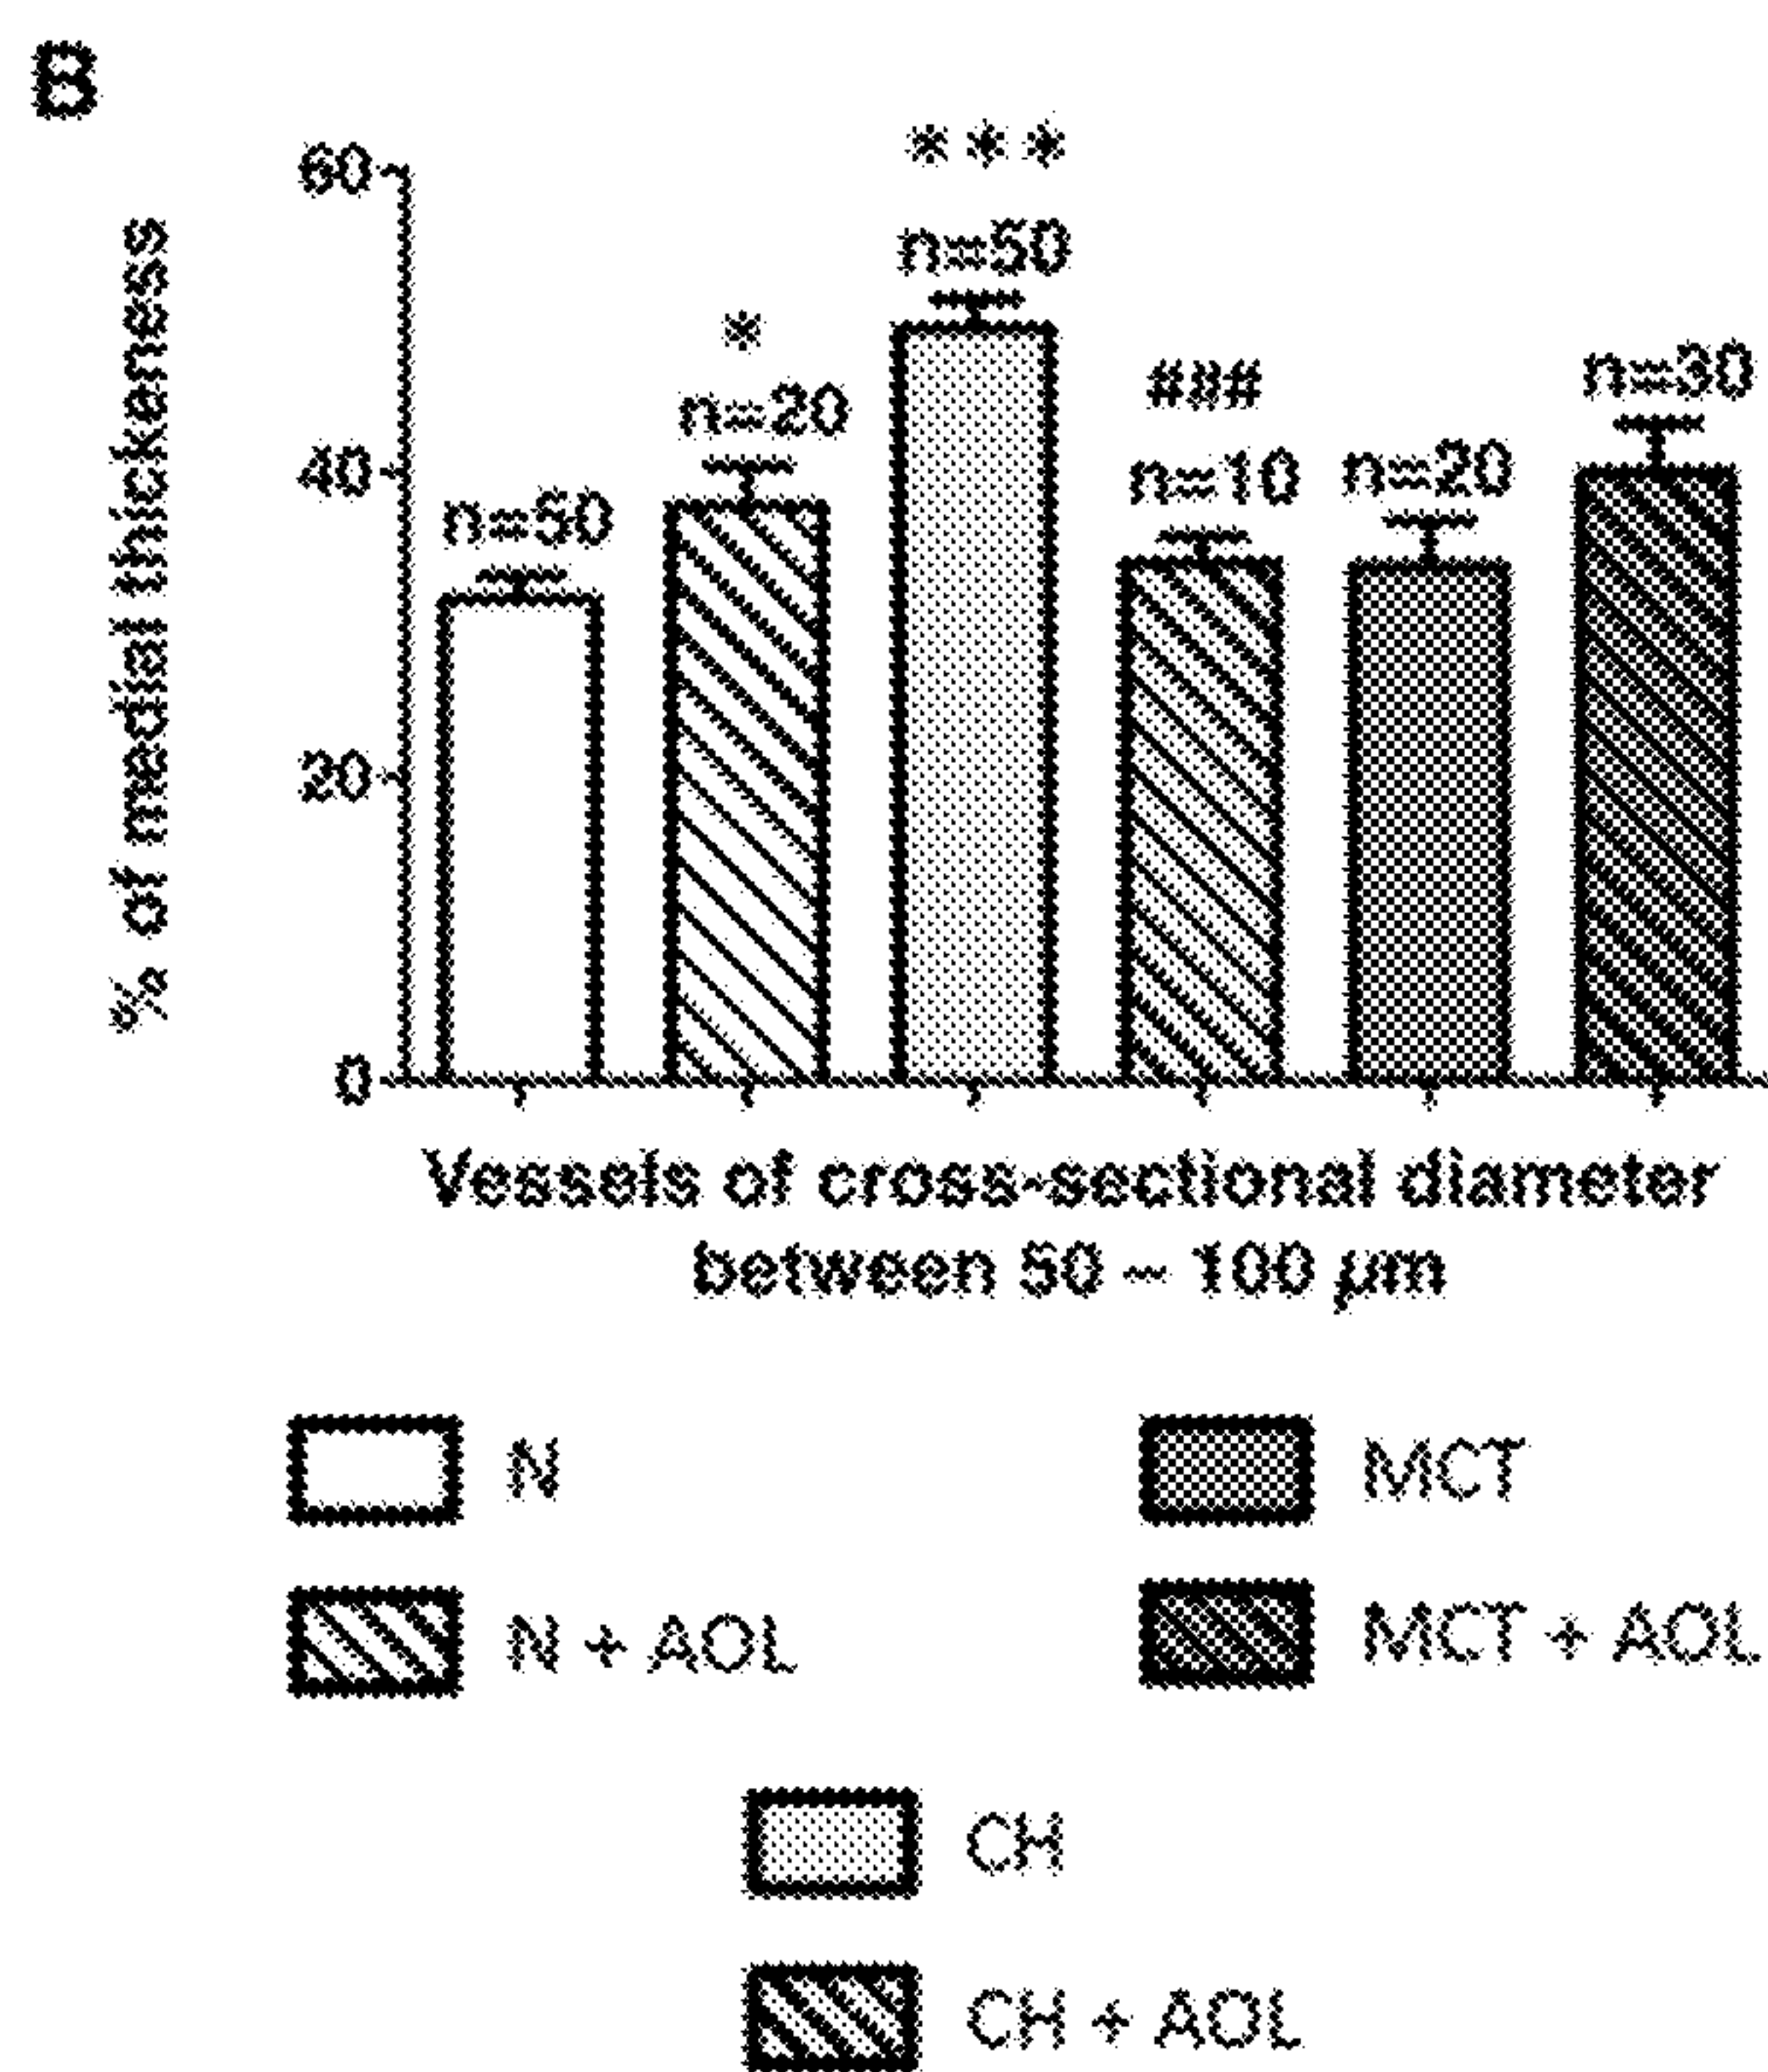 B
% of medial thickeness
60
40
20
0
n=50
*
n=20
***
n=50
###
n=10
n=20
n=30
Vessels of cross-sectional diameter
between 50 – 100 µm
N
MCT
N + AOL
MCT + AOL
CH
CH + AOL